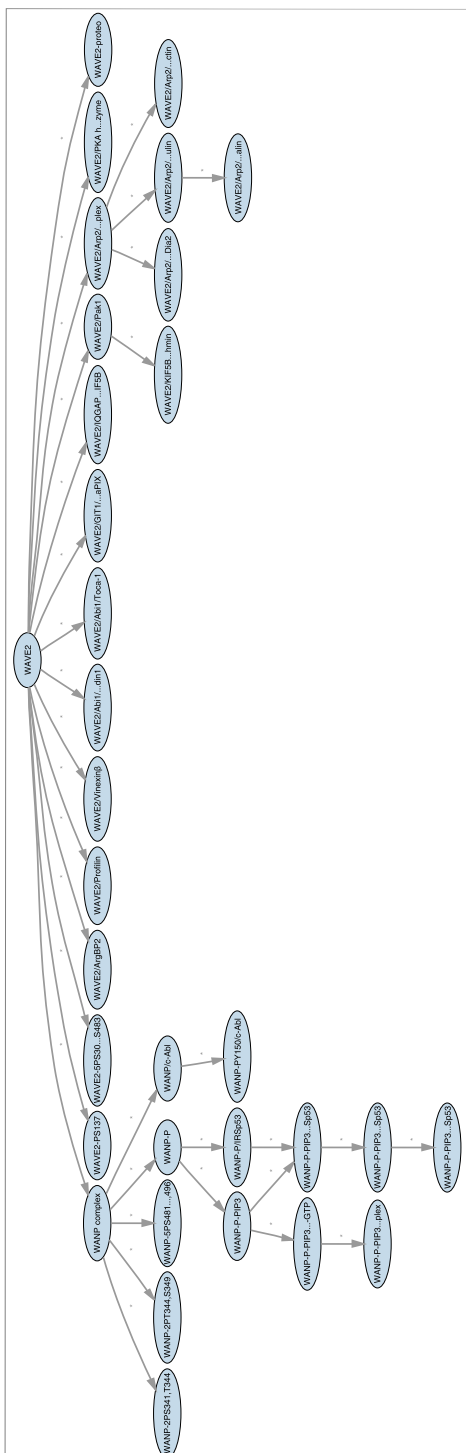 WAVE2
WAVE2-proteo
WAVE2/PKA h...zyme
WAVE2/Arp2/...plex
WAVE2/Pak1
WAVE2/IQGAP...IF5B
WAVE2/GIT1/...aPIX
WAVE2/Abi1/Toca-1
WAVE2/Abi1/...din1
WAVE2/Vinexinβ
WAVE2/Profilin
WAVE2/ArgBP2
WAVE2-5PS30...S483
WAVE2-PS137
WANP complex
WAVE2/Arp2/...ctin
WAVE2/Arp2/...ulin
WAVE2/Arp2/...Dia2
WAVE2/KIF5B...hmin
WANP/c-Abl
WANP-P
WANP-5PS481,...496
WANP-2PT344.S349
WANP-2PS341,T344
WAVE2/Arp2/...alin
WANP-PY150/c-Abl
WANP-P/IRSp53
WANP-P-PIP3
WANP-P-PIP3...Sp53
WANP-P-PIP3...-GTP
WANP-P-PIP3...Sp53
WANP-P-PIP3...plex
WANP-P-PIP3...Sp53